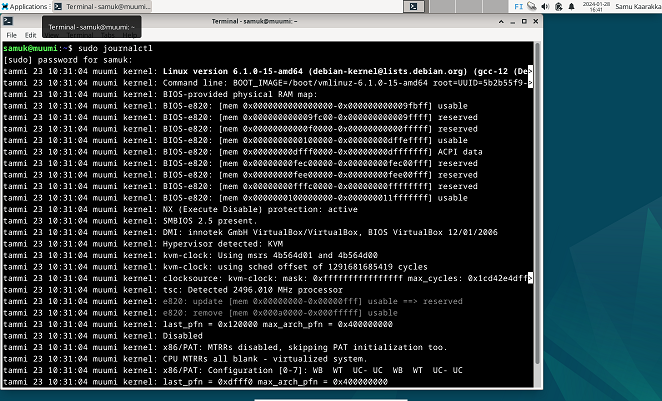 Applications
Terminal - samuk@muumi:...
FI
2024-01-28
16:41
Samu Kaarakka
Terminal - samuk@muumi: ~
Terminal - samuk@muumi: ~
File Edit
samuk@muumi:~$ sudo journalctl
[sudo] password for samuk:
tammi 23 10:31:04 muumi kernel: Linux version 6.1.0-15-amd64 (debian-kernel@lists.debian.org) (gcc-12 (De>
tammi 23 10:31:04 muumi kernel: Command line: BOOT_IMAGE=/boot/vmlinuz-6.1.0-15-amd64 root=UUID=5b2b55f9->
tammi 23 10:31:04 muumi kernel: BIOS-provided physical RAM map:
tammi 23 10:31:04 muumi kernel: BIOS-e820: [mem 0x0000000000000000-0x000000000009fbff] usable
tammi 23 10:31:04 muumi kernel: BIOS-e820: [mem 0x000000000009fc00-0x000000000009ffff] reserved
tammi 23 10:31:04 muumi kernel: BIOS-e820: [mem 0x00000000000f0000-0x00000000000fffff] reserved
tammi 23 10:31:04 muumi kernel: BIOS-e820: [mem 0x0000000000100000-0x00000000dffeffff] usable
tammi 23 10:31:04 muumi kernel: BIOS-e820: [mem 0x00000000dfff0000-0x00000000dfffffff] ACPI data
tammi 23 10:31:04 muumi kernel: BIOS-e820: [mem 0x00000000fec00000-0x00000000fec00fff] reserved
tammi 23 10:31:04 muumi kernel: BIOS-e820: [mem 0x00000000fee00000-0x00000000fee00fff] reserved
tammi 23 10:31:04 muumi kernel: BIOS-e820: [mem 0x00000000fffc0000-0x00000000ffffffff] reserved
tammi 23 10:31:04 muumi kernel: BIOS-e820: [mem 0x0000000100000000-0x000000011fffffff] usable
tammi 23 10:31:04 muumi kernel: NX (Execute Disable) protection: active
tammi 23 10:31:04 muumi kernel: SMBIOS 2.5 present.
tammi 23 10:31:04 muumi kernel: DMI: innotek GmbH VirtualBox/VirtualBox, BIOS VirtualBox 12/01/2006
tammi 23 10:31:04 muumi kernel: Hypervisor detected: KVM
tammi 23 10:31:04 muumi kernel: kvm-clock: Using msrs 4b564d01 and 4b564d00
tammi 23 10:31:04 muumi kernel: kvm-clock: using sched offset of 1291681685419 cycles
tammi 23 10:31:04 muumi kernel: clocksource: kvm-clock: mask: 0xffffffffffffffff max_cycles: 0x1cd42e4dff>
tammi 23 10:31:04 muumi kernel: tsc: Detected 2496.010 MHz processor
tammi 23 10:31:04 muumi kernel: e820: update [mem 0x00000000-0x00000fff] usable ==> reserved
tammi 23 10:31:04 muumi kernel: e820: remove [mem 0x000a0000-0x000fffff] usable
tammi 23 10:31:04 muumi kernel: last_pfn = 0x120000 max_arch_pfn = 0x400000000
tammi 23 10:31:04 muumi kernel: Disabled
tammi 23 10:31:04 muumi kernel: x86/PAT: MTRRs disabled, skipping PAT initialization too.
tammi 23 10:31:04 muumi kernel: CPU MTRRs all blank - virtualized system.
tammi 23 10:31:04 muumi kernel: x86/PAT: Configuration [0-7]: WB  WT  UC- UC  WB  WT  UC- UC
tammi 23 10:31:04 muumi kernel: last_pfn = 0xdfff0 max_arch_pfn = 0x400000000